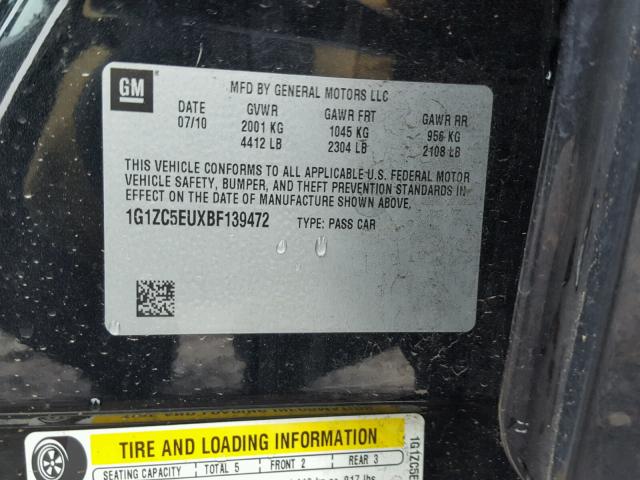 GM
MFD BY GENERAL MOTORS LLC
DATE GVWR GAWR FRT GAWR RR
07/10 2001 KG 1045 KG 956 KG
4412 LB 2304 LB 2108 LB
THIS VEHICLE CONFORMS TO ALL APPLICABLE U.S. FEDERAL MOTOR
VEHICLE SAFETY, BUMPER, AND THEFT PREVENTION STANDARDS IN
EFFECT ON THE DATE OF MANUFACTURE SHOWN ABOVE.
1G1ZC5EUXBF139472 TYPE: PASS CAR
TIRE AND LOADING INFORMATION
SEATING CAPACITY TOTAL 5 FRONT 2 REAR 3
917 lbs
1G1ZC5E